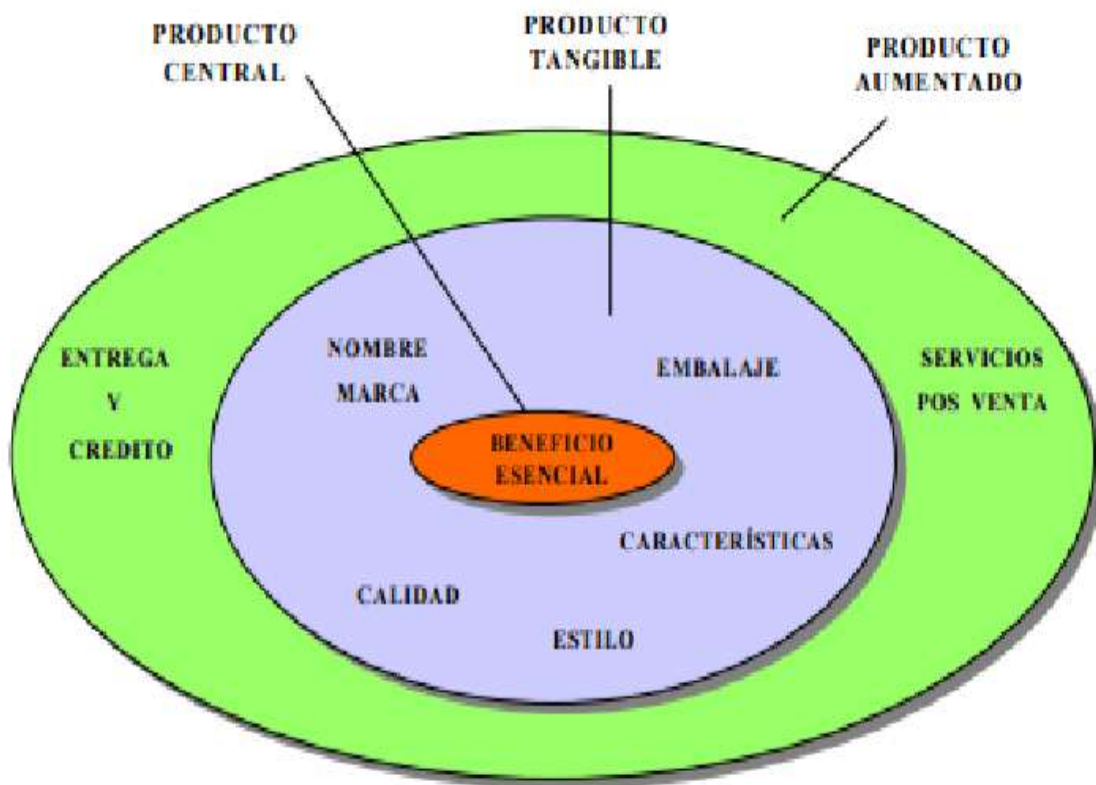 PRODUCTO
CENTRAL
PRODUCTO
TANGIBLE
PRODUCTO
AUMENTADO
ENTREGA
Y
CREDITO
NOMBRE
MARCA
EMBALAJE
SERVICIOS
POS VENTA
BENEFICIO
ESENCIAL
CARACTERÍSTICAS
CALIDAD
ESTILO